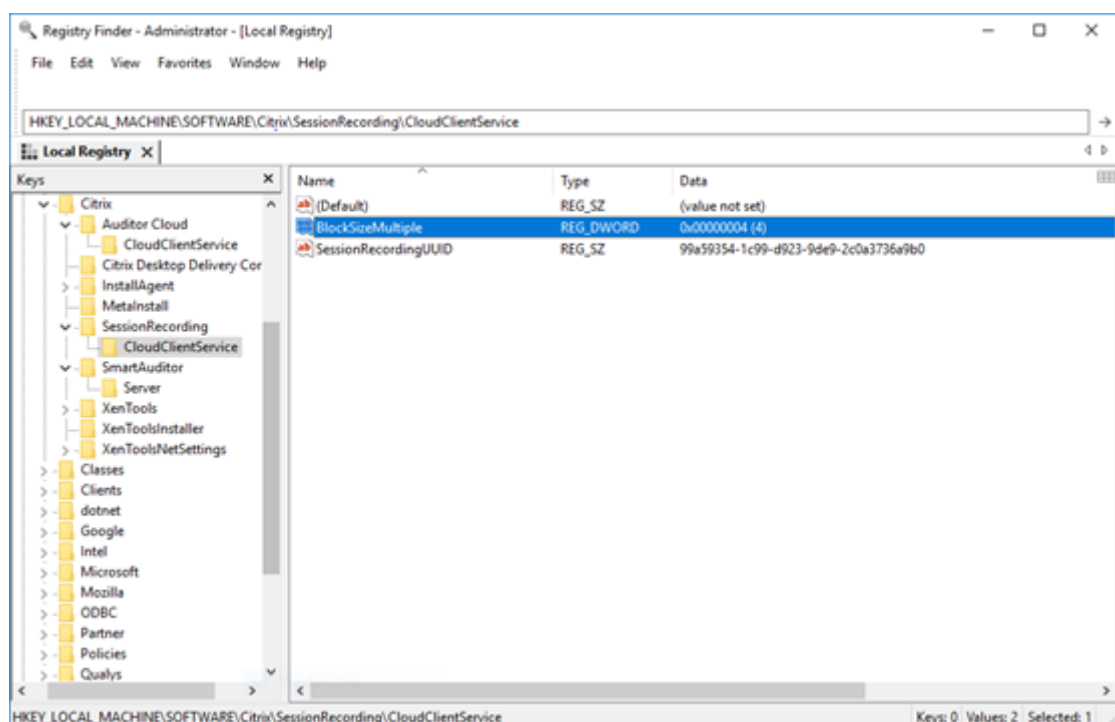 Registry Finder - Administrator - [Local Registry]
File Edit View Favorites Window Help
HKEY_LOCAL_MACHINE\SOFTWARE\Citrix\SessionRecording\CloudClientService
Local Registry
Keys
Name Type Data
Citrix
Auditor Cloud
CloudClientService
Citrix Desktop Delivery Cor
InstallAgent
MetaInstall
SessionRecording
CloudClientService
SmartAuditor
Server
XenTools
XenToolsInstaller
XenToolsNetSettings
Classes
Clients
dotnet
Google
Intel
Microsoft
Mozilla
ODBC
Partner
Policies
Qualys
(Default) REG_SZ (value not set)
BlockSizeMultiple REG_DWORD 0x00000004 (4)
SessionRecordingUUID REG_SZ 99a59354-1c99-d923-9de9-2c0a3736a9b0
HKEY_LOCAL_MACHINE\SOFTWARE\Citrix\SessionRecording\CloudClientService
Keys: 0 Values: 2 Selected: 1